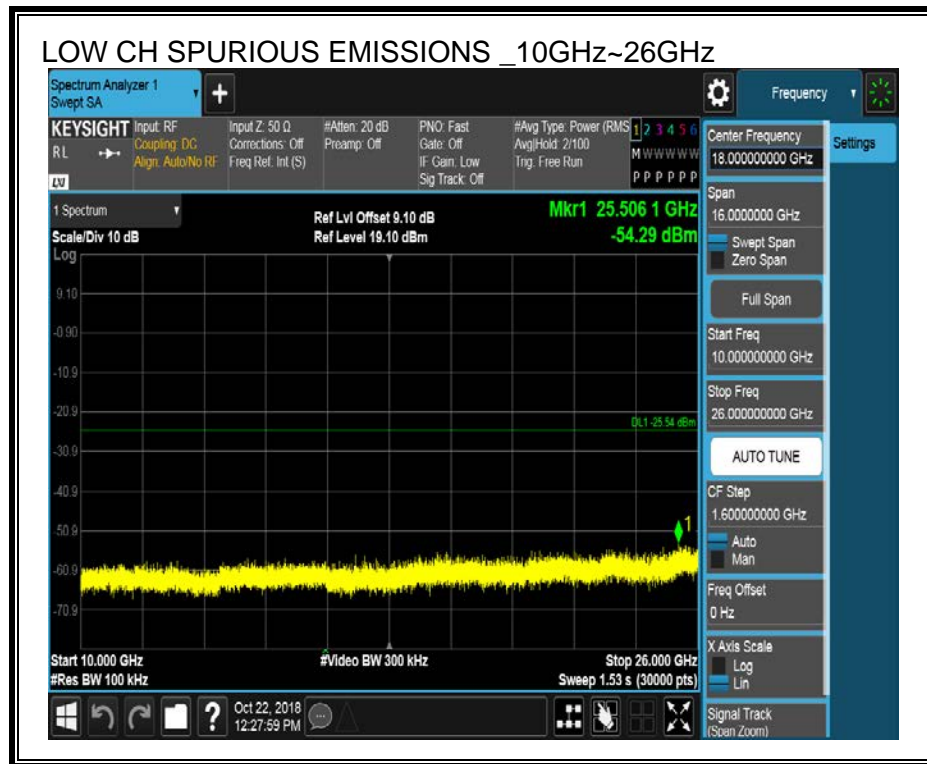 LOW CH SPURIOUS EMISSIONS _10GHz~26GHz
Spectrum Analyzer 1
Swept SA
Frequency
KEYSIGHT
RL
LXI
Input: RF
Coupling: DC
Align: Auto/No RF
Input Z: 50 Ω
Corrections: Off
Freq Ref: Int (S)
#Atten: 20 dB
Preamp: Off
PNO: Fast
Gate: Off
IF Gain: Low
Sig Track: Off
#Avg Type: Power (RMS
Avg|Hold: 2/100
Trig: Free Run
1 2 3 4 5 6
M W W W W W
P P P P P P
Center Frequency
18.000000000 GHz
Settings
Span
16.0000000 GHz
Swept Span
Zero Span
Full Span
Start Freq
10.000000000 GHz
Stop Freq
26.000000000 GHz
AUTO TUNE
CF Step
1.600000000 GHz
Auto
Man
Freq Offset
0 Hz
X Axis Scale
Log
Lin
Signal Track
(Span Zoom)
1 Spectrum
Scale/Div 10 dB
Log
Ref Lvl Offset 9.10 dB
Ref Level 19.10 dBm
Mkr1 25.506 1 GHz
-54.29 dBm
9.10
-0.90
-10.9
-20.9
DL1 -25.54 dBm
-30.9
-40.9
-50.9
1
-60.9
-70.9
Start 10.000 GHz
#Res BW 100 kHz
#Video BW 300 kHz
Stop 26.000 GHz
Sweep 1.53 s (30000 pts)
?
Oct 22, 2018
12:27:59 PM